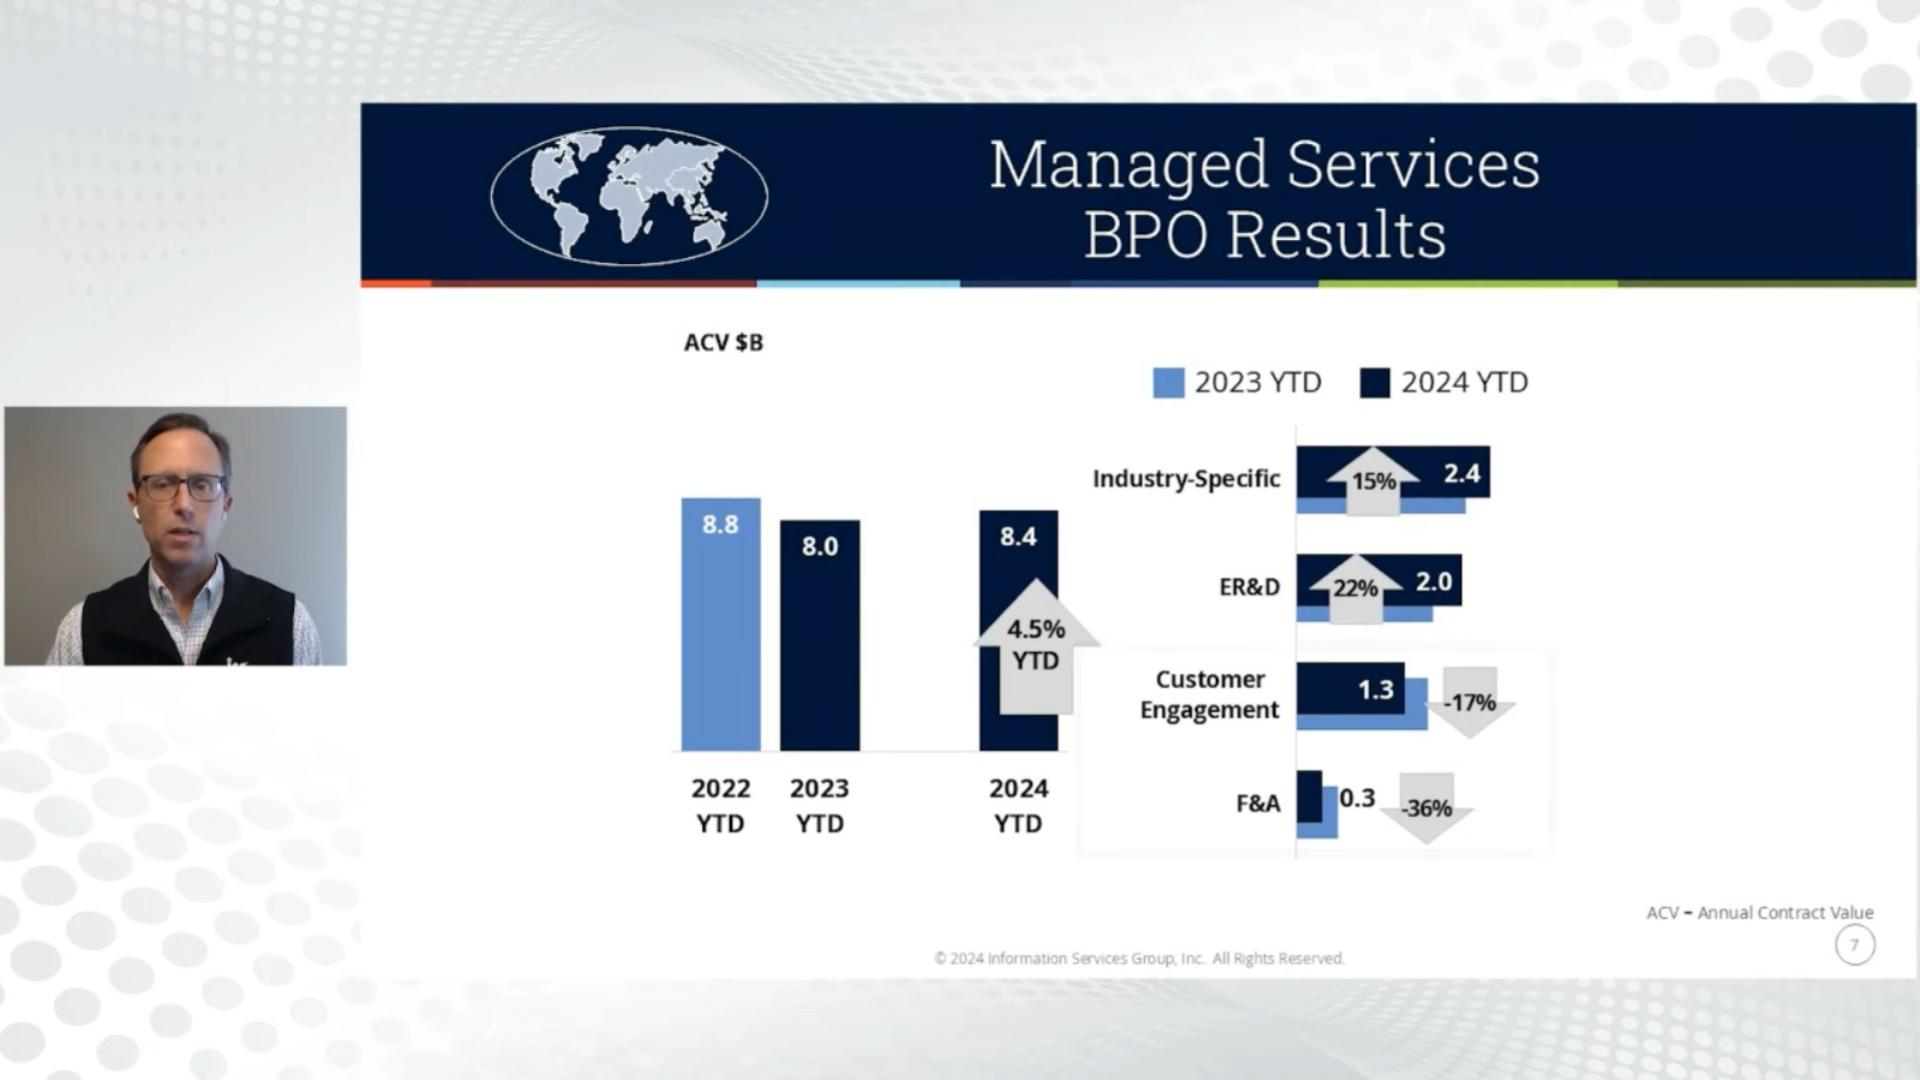 Managed Services
BPO Results
ACV $B
2023 YTD
2024 YTD
8.8
8.0
8.4
4.5%
YTD
2022
YTD
2023
YTD
2024
YTD
Industry-Specific
15%
2.4
ER&D
22%
2.0
Customer
Engagement
1.3
-17%
F&A
0.3
-36%
ACV – Annual Contract Value
© 2024 Information Services Group, Inc. All Rights Reserved.
7